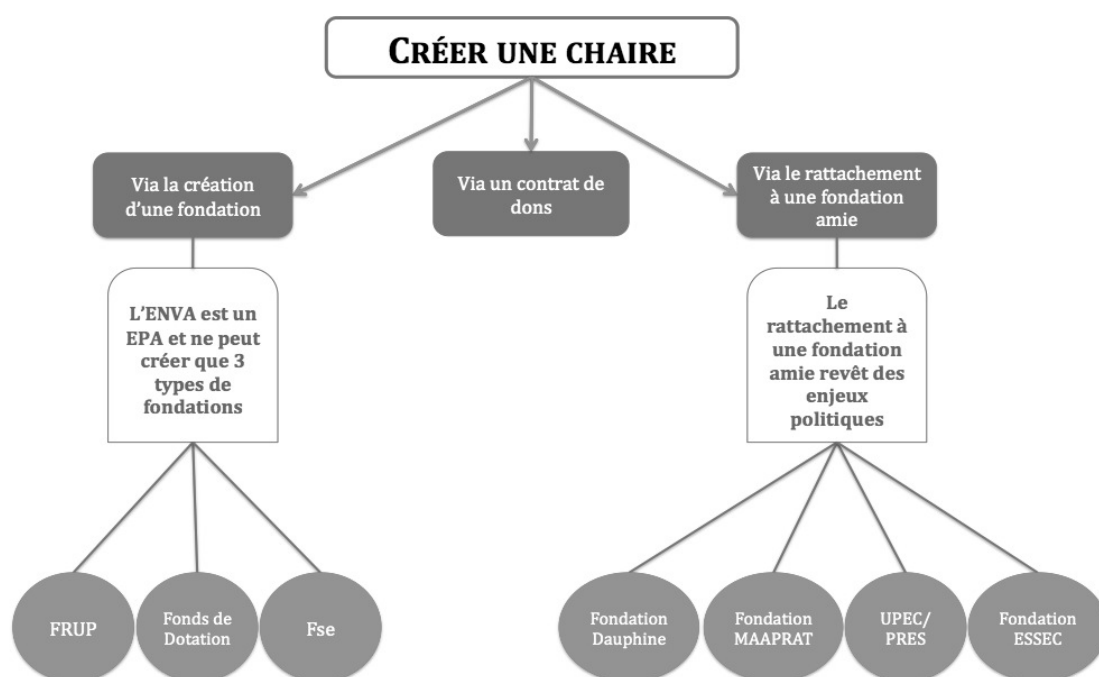 CRÉER UNE CHAIRE
Via la création
d’une fondation
Via un contrat de
dons
Via le rattachement
à une fondation
amie
L’ENVA est un
EPA et ne peut
créer que 3
types de
fondations
Le
rattachement à
une fondation
amie revêt des
enjeux
politiques
FRUP
Fonds de
Dotation
Fse
Fondation
Dauphine
Fondation
MAAPRAT
UPEC/
PRES
Fondation
ESSEC